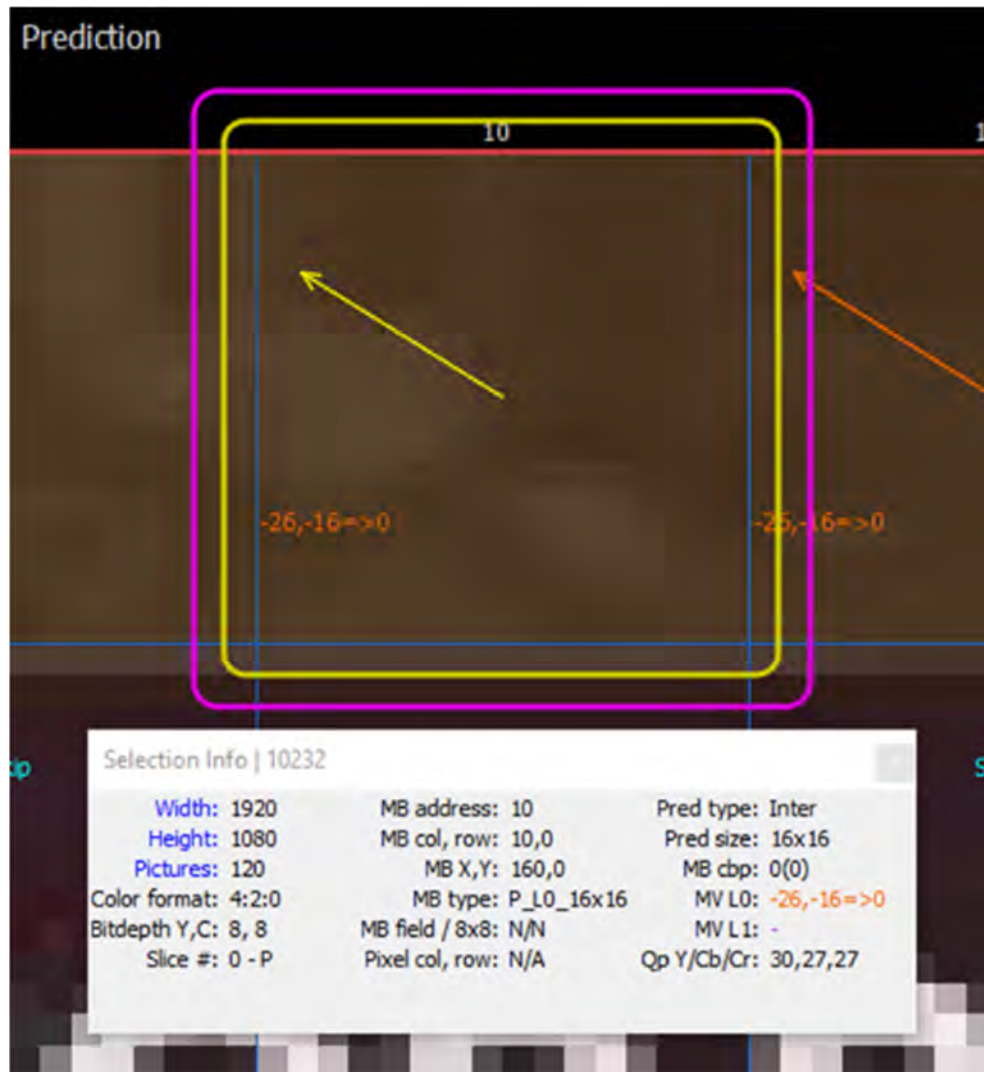 Prediction
10
1
-26,-16=>0
-26,-16=>0
Selection Info | 10232
Width: 1920 MB address: 10 Pred type: Inter
Height: 1080 MB col, row: 10,0 Pred size: 16x16
Pictures: 120 MB X,Y: 160,0 MB cbp: 0(0)
Color format: 4:2:0 MB type: P_L0_16x16 MV L0: -26,-16=>0
Bitdepth Y,C: 8, 8 MB field / 8x8: N/N MV L1: -
Slice #: 0 - P Pixel col, row: N/A Qp Y/Cb/Cr: 30,27,27